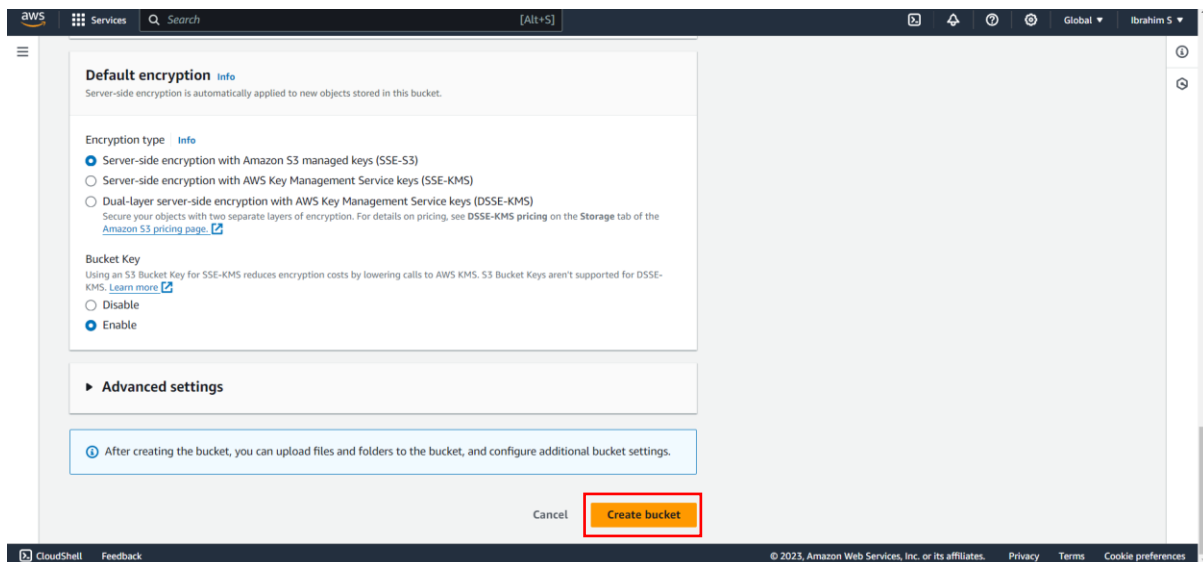 aws Services Search [Alt+S] Global Ibrahim S
Default encryption Info
Server-side encryption is automatically applied to new objects stored in this bucket.
Encryption type Info
Server-side encryption with Amazon S3 managed keys (SSE-S3)
Server-side encryption with AWS Key Management Service keys (SSE-KMS)
Dual-layer server-side encryption with AWS Key Management Service keys (DSSE-KMS)
Secure your objects with two separate layers of encryption. For details on pricing, see DSSE-KMS pricing on the Storage tab of the
Amazon S3 pricing page.
Bucket Key
Using an S3 Bucket Key for SSE-KMS reduces encryption costs by lowering calls to AWS KMS. S3 Bucket Keys aren't supported for DSSE-
KMS. Learn more
Disable
Enable
Advanced settings
After creating the bucket, you can upload files and folders to the bucket, and configure additional bucket settings.
Cancel Create bucket
CloudShell Feedback © 2023, Amazon Web Services, Inc. or its affiliates. Privacy Terms Cookie preferences